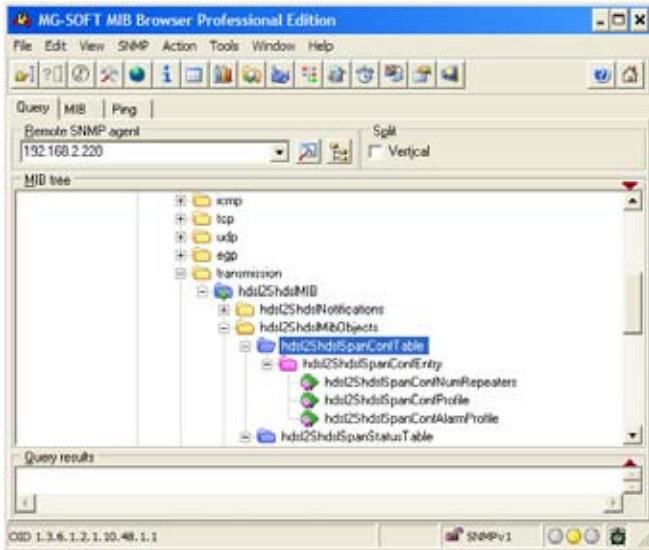 MG-SOFT MIB Browser Professional Edition
File Edit View SNMP Action Tools Window Help
Query MIB Ping
Remote SNMP agent
Split
192.168.2.220
Vertical
MIB tree
icmp
tcp
udp
egp
transmission
hdsl2ShdslMIB
hdsl2ShdslNotifications
hdsl2ShdslMibObjects
hdsl2ShdslSpanConfTable
hdsl2ShdslSpanConfEntry
hdsl2ShdslSpanConfNumRepeaters
hdsl2ShdslSpanConfProfile
hdsl2ShdslSpanConfAlarmProfile
hdsl2ShdslSpanStatusTable
Query results
OID 1.3.6.1.2.1.10.48.1.1
SNMPv1